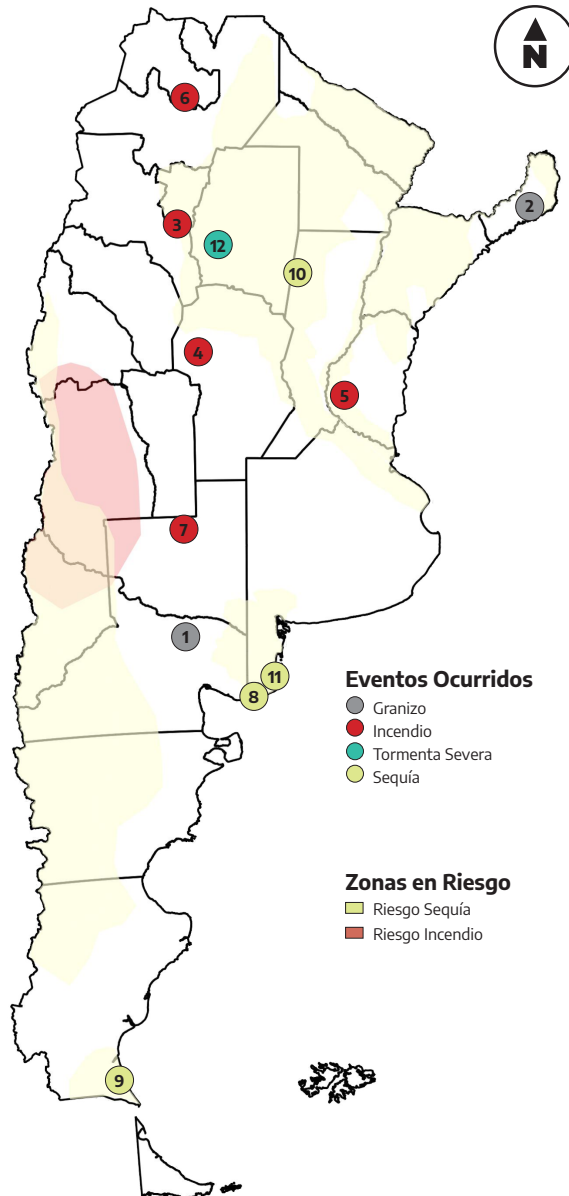 N
6
2
3
12
10
4
5
7
1
11
8
9
Eventos Ocurridos
Granizo
Incendio
Tormenta Severa
Sequía
Zonas en Riesgo
Riesgo Sequía
Riesgo Incendio